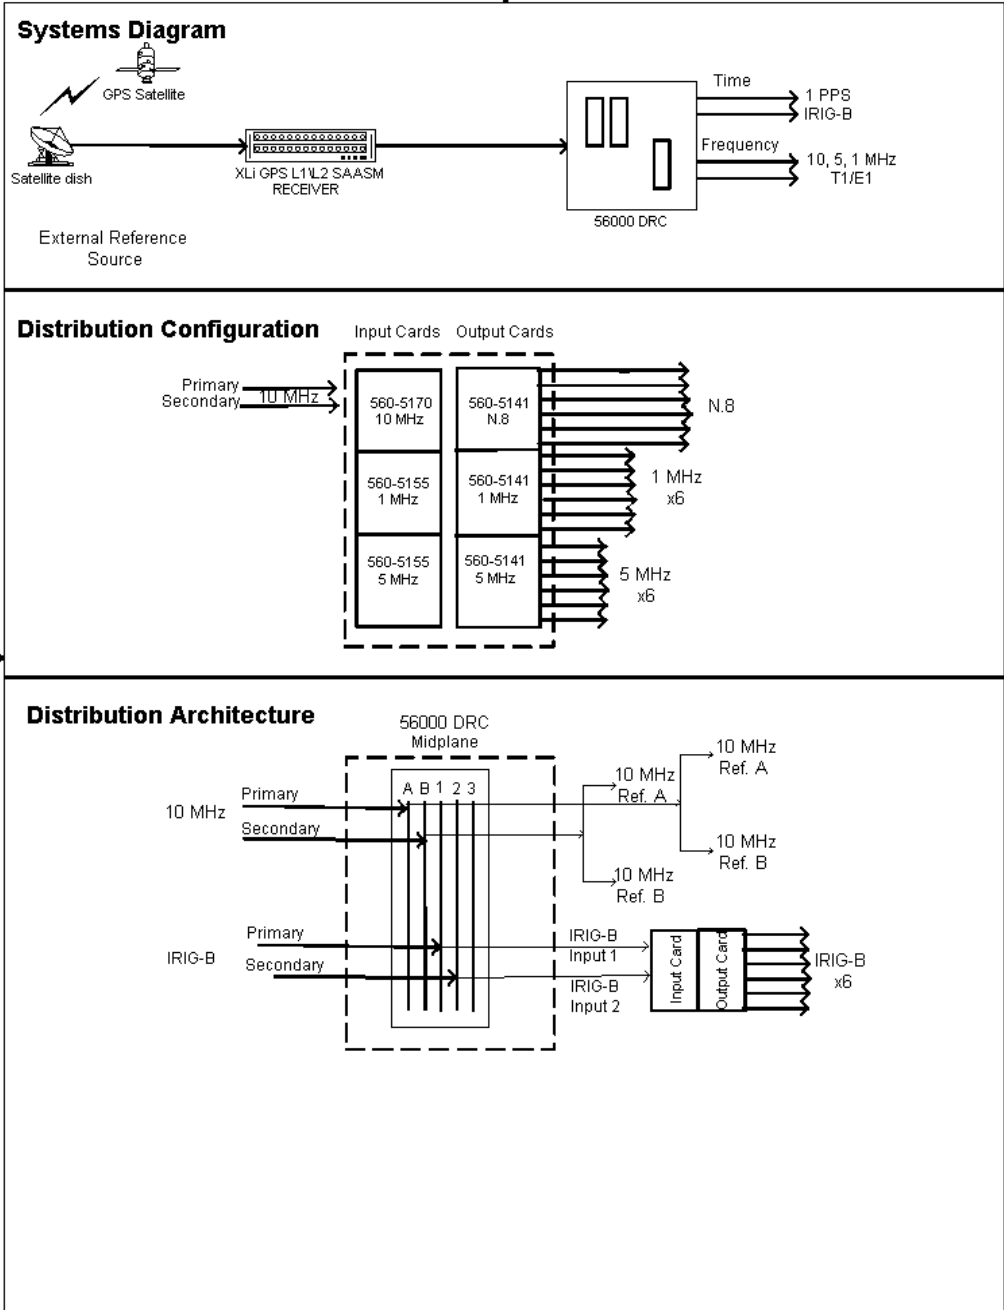 Systems Diagram
GPS Satellite
Satellite dish
XLi GPS L1\L2 SAASM
RECEIVER
Time
1 PPS
IRIG-B
Frequency
10, 5, 1 MHz
T1/E1
56000 DRC
External Reference
Source
Distribution Configuration
Input Cards
Output Cards
Primary
Secondary
10 MHz
560-5170
10 MHz
560-5141
N.8
N.8
560-5155
1 MHz
560-5141
1 MHz
1 MHz
x6
560-5155
5 MHz
560-5141
5 MHz
5 MHz
x6
Distribution Architecture
56000 DRC
Midplane
A B 1 2 3
10 MHz
Primary
Secondary
10 MHz
Ref. A
10 MHz
Ref. B
10 MHz
Ref. A
10 MHz
Ref. B
IRIG-B
Primary
Secondary
IRIG-B
Input 1
IRIG-B
Input 2
Input Card
Output Card
IRIG-B
x6